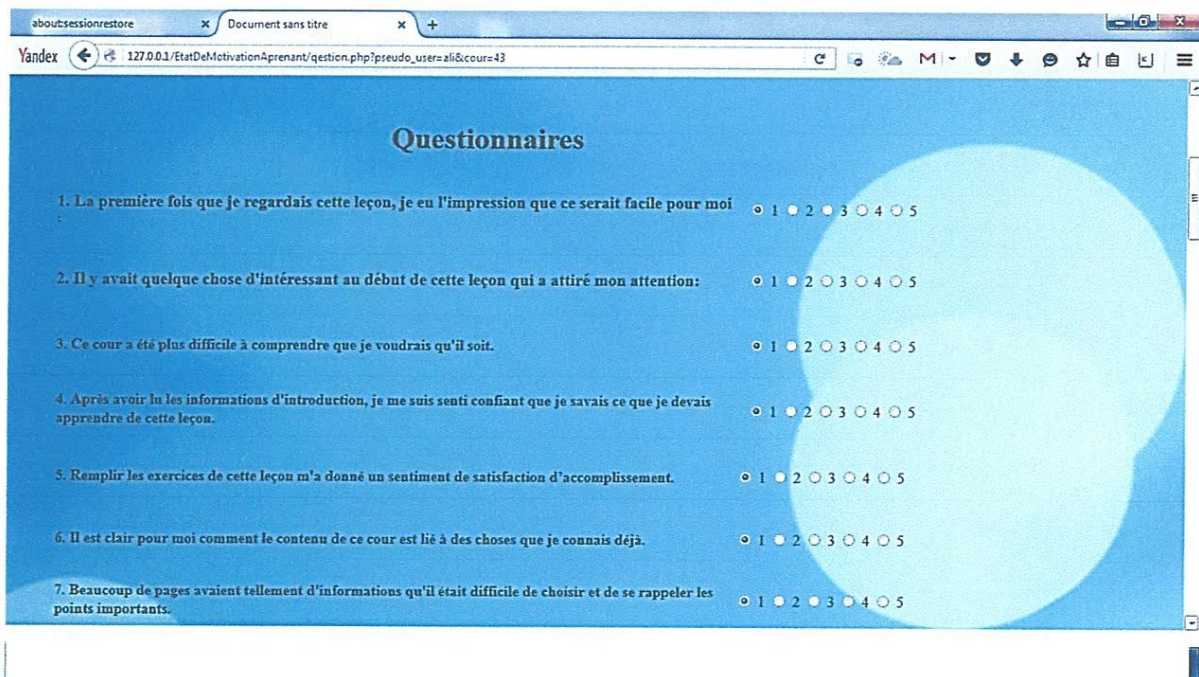 about:sessionrestore × Document sans titre × +
Yandex 127.0.0.1/EtatDeMotivationAprenant/qestion.php?pseudo_user=ali&cour=43
Questionnaires
1. La première fois que je regardais cette leçon, je eu l'impression que ce serait facile pour moi 1 2 3 4 5
:
2. Il y avait quelque chose d'intéressant au début de cette leçon qui a attiré mon attention: 1 2 3 4 5
3. Ce cour a été plus difficile à comprendre que je voudrais qu'il soit. 1 2 3 4 5
4. Après avoir lu les informations d'introduction, je me suis senti confiant que je savais ce que je devais
apprendre de cette leçon. 1 2 3 4 5
5. Remplir les exercices de cette leçon m'a donné un sentiment de satisfaction d'accomplissement. 1 2 3 4 5
6. Il est clair pour moi comment le contenu de ce cour est lié à des choses que je connais déjà. 1 2 3 4 5
7. Beaucoup de pages avaient tellement d'informations qu'il était difficile de choisir et de se rappeler les
points importants. 1 2 3 4 5